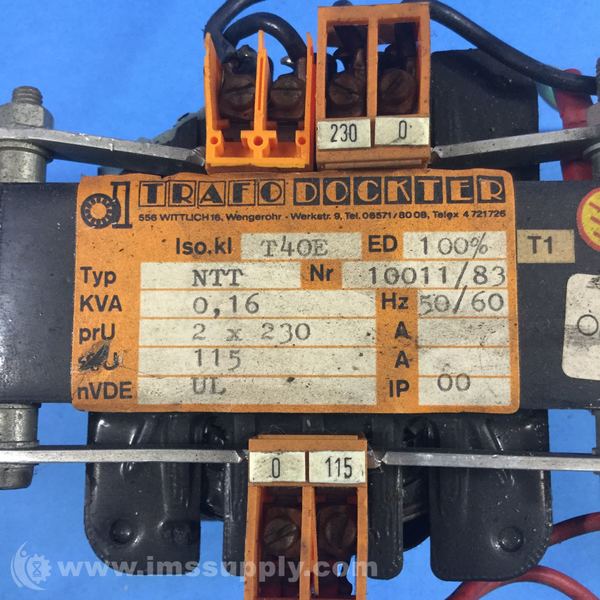 230 0
TRAFO DOCKTER
556 WITTLICH 16, Wengerohr - Werkstr. 9, Tel. 06571/80 08, Telex 4 721726
Iso.kl T40E ED 100% T1
Typ NTT Nr 10011/83
KVA 0,16 Hz 50/60
prU 2 x 230 A
115 A
nVDE UL IP 00
0 115
www.imssupply.com/